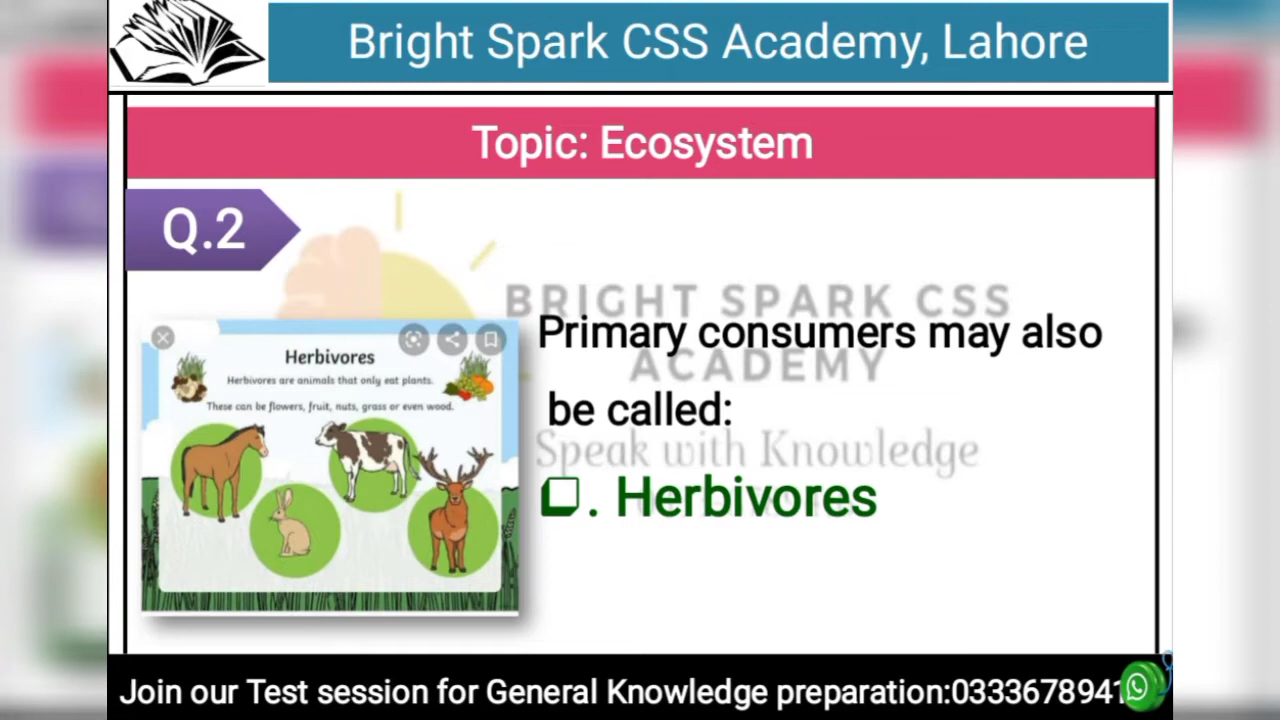 Bright Spark CSS Academy, Lahore
Topic: Ecosystem
Q.2
BRIGHT SPARK CSS
ACADEMY
Speak with Knowledge
Primary consumers may also
be called:
. Herbivores
Herbivores
Herbivores are animals that only eat plants.
These can be flowers, fruit, nuts, grass or even wood.
Join our Test session for General Knowledge preparation:0333678941